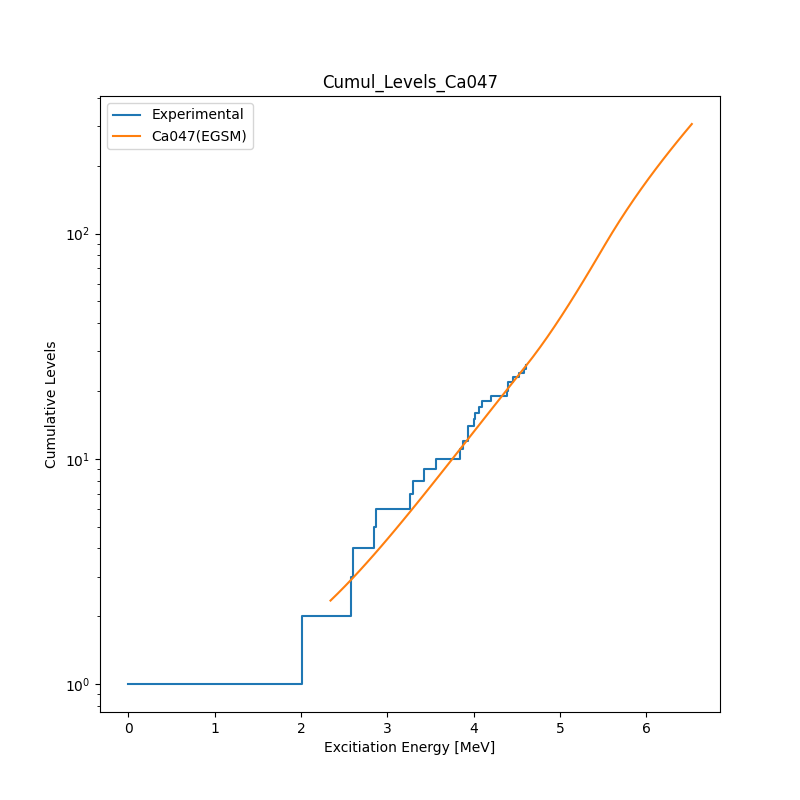 Cumul_Levels_Ca047
Experimental
Ca047(EGSM)
Cumulative Levels
10²
10¹
10⁰
0 1 2 3 4 5 6
Excitiation Energy [MeV]